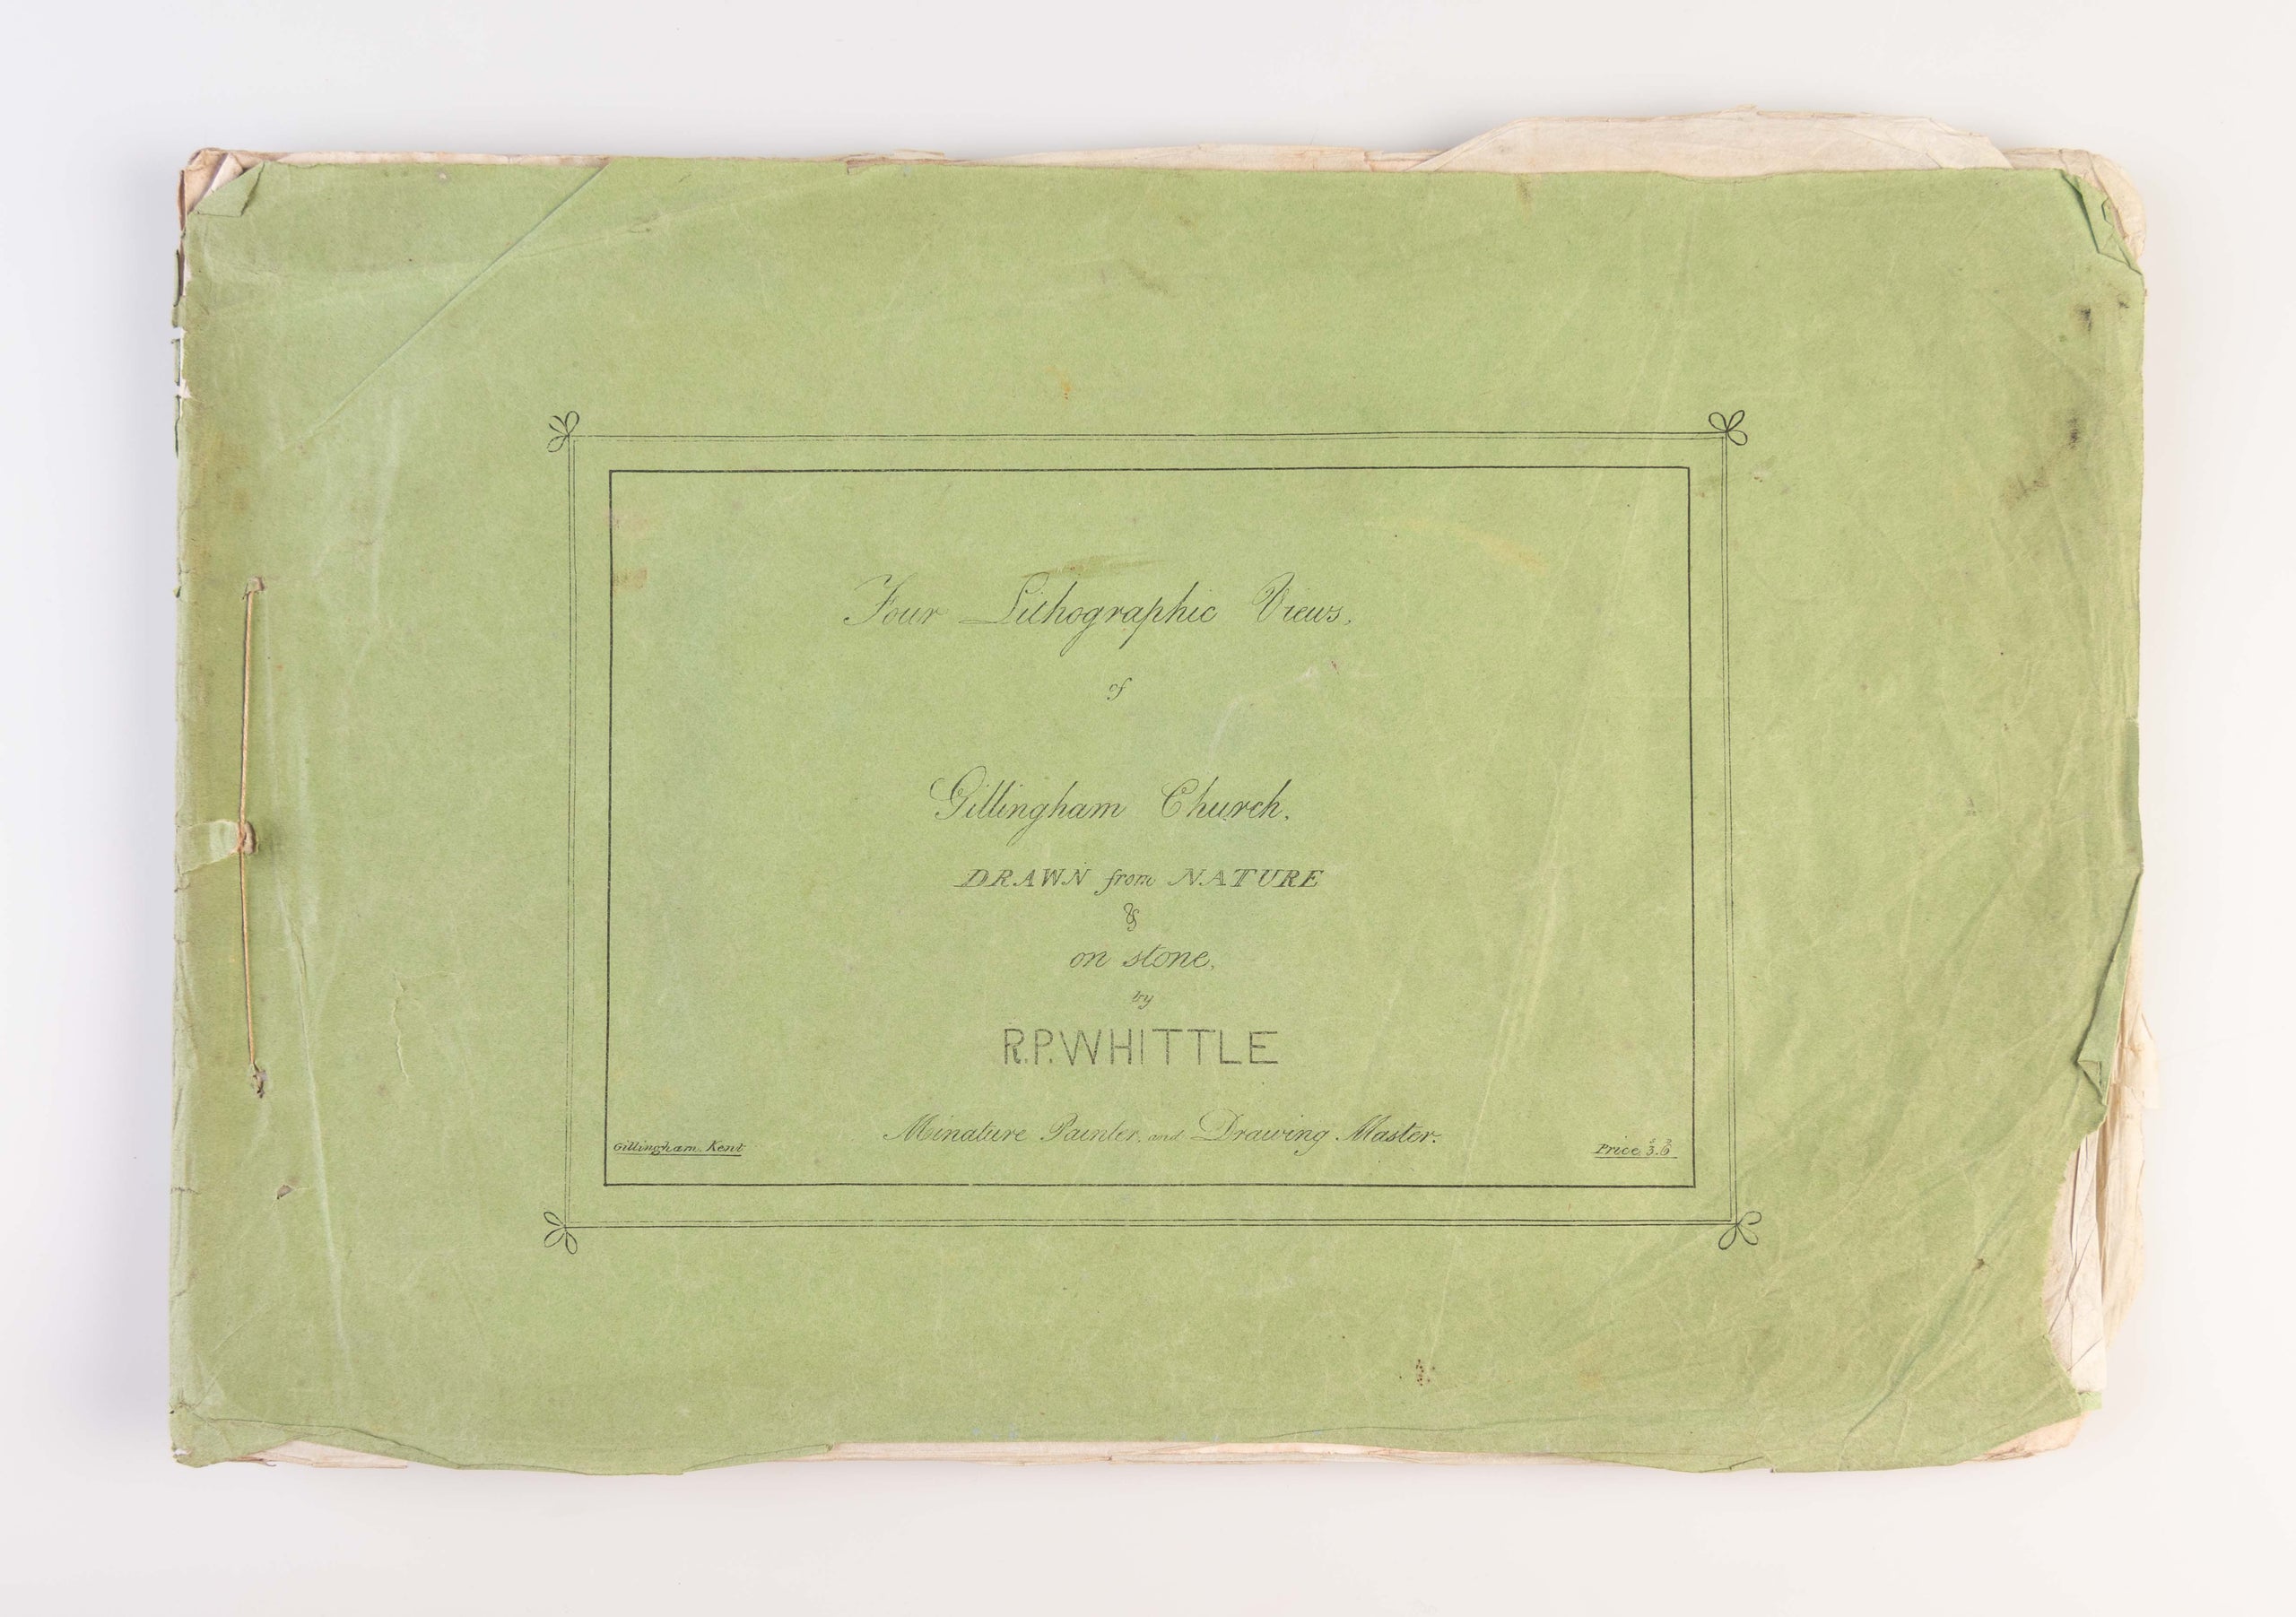 Four Lithographic Views,
of
Gillingham Church.
DRAWN from NATURE
&
on stone.
by
R.P.WHITTLE
Minature Painter, and Drawing Master.
Gillingham. Kent
Price 3.6